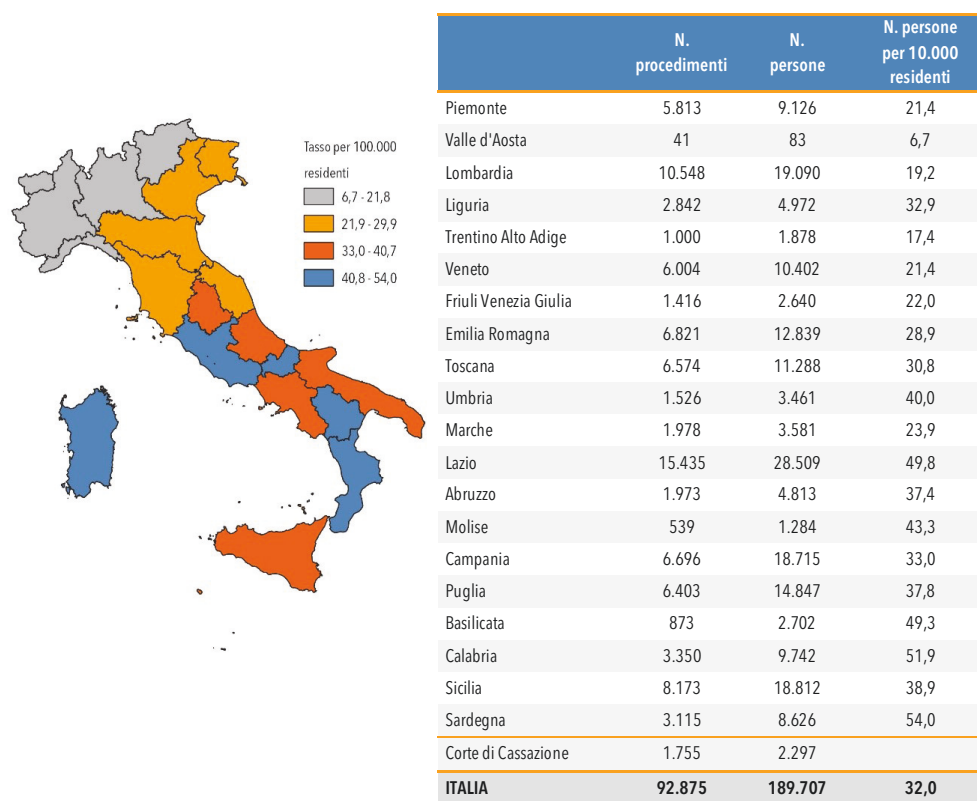 Tasso per 100.000
residenti
6,7 - 21,8
21,9 - 29,9
33,0 - 40,7
40,8 - 54,0
N. procedimenti N. persone N. persone per 10.000 residenti
Piemonte 5.813 9.126 21,4
Valle d'Aosta 41 83 6,7
Lombardia 10.548 19.090 19,2
Liguria 2.842 4.972 32,9
Trentino Alto Adige 1.000 1.878 17,4
Veneto 6.004 10.402 21,4
Friuli Venezia Giulia 1.416 2.640 22,0
Emilia Romagna 6.821 12.839 28,9
Toscana 6.574 11.288 30,8
Umbria 1.526 3.461 40,0
Marche 1.978 3.581 23,9
Lazio 15.435 28.509 49,8
Abruzzo 1.973 4.813 37,4
Molise 539 1.284 43,3
Campania 6.696 18.715 33,0
Puglia 6.403 14.847 37,8
Basilicata 873 2.702 49,3
Calabria 3.350 9.742 51,9
Sicilia 8.173 18.812 38,9
Sardegna 3.115 8.626 54,0
Corte di Cassazione 1.755 2.297
ITALIA 92.875 189.707 32,0